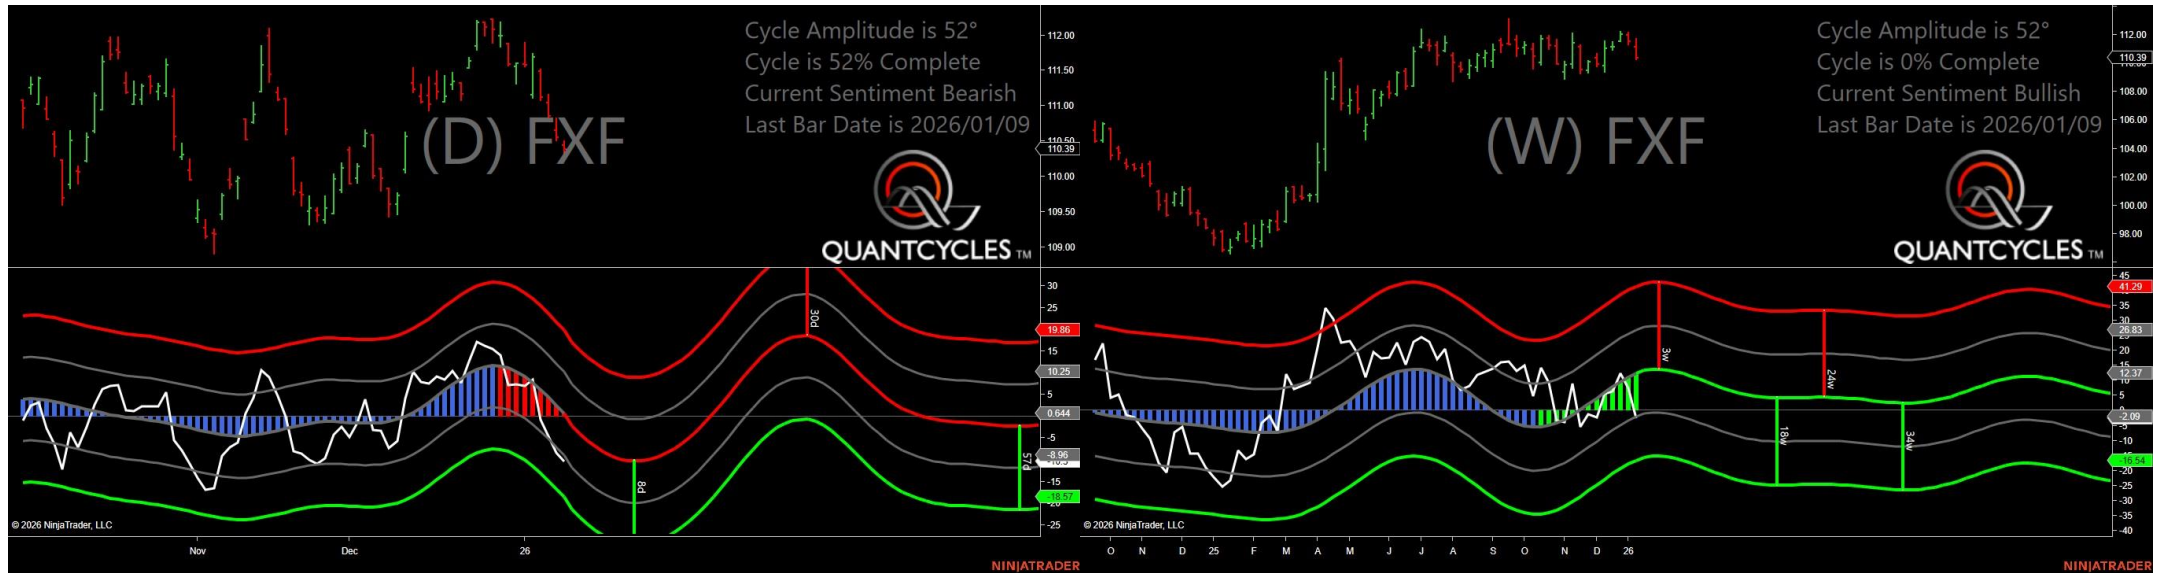 Cycle Amplitude is 52°
Cycle is 52% Complete
Current Sentiment Bearish
Last Bar Date is 2026/01/09
(D) FXF
QUANTCYCLES TM
112.00
111.50
111.00
110.50
110.39
110.00
109.50
109.00
30
25
19.86
15
10.25
5
0.644
-5
-8.96
-15
-18.57
-25
30d
8d
57d
© 2026 NinjaTrader, LLC
Nov
Dec
26
NINJATRADER
Cycle Amplitude is 52°
Cycle is 0% Complete
Current Sentiment Bullish
Last Bar Date is 2026/01/09
(W) FXF
QUANTCYCLES TM
112.00
110.39
108.00
106.00
104.00
102.00
100.00
98.00
45
41.29
35
30
26.83
20
15
12.37
5
-2.09
-5
-10
-16.54
-20
-25
-30
-35
-40
3w
24w
18w
34w
© 2026 NinjaTrader, LLC
O N D 25 F M A M J J A S O N D 26
NINJATRADER